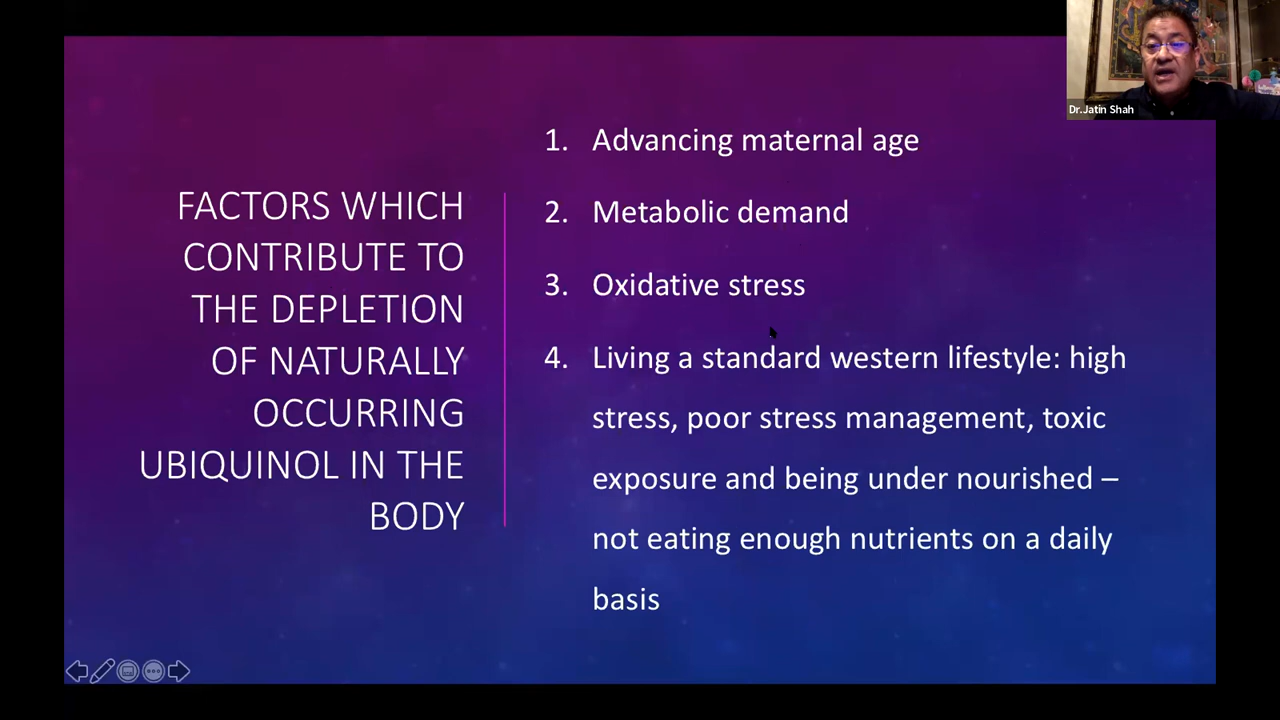 Dr.Jatin Shah
FACTORS WHICH
CONTRIBUTE TO
THE DEPLETION
OF NATURALLY
OCCURRING
UBIQUINOL IN THE
BODY
1. Advancing maternal age
2. Metabolic demand
3. Oxidative stress
4. Living a standard western lifestyle: high
stress, poor stress management, toxic
exposure and being under nourished –
not eating enough nutrients on a daily
basis